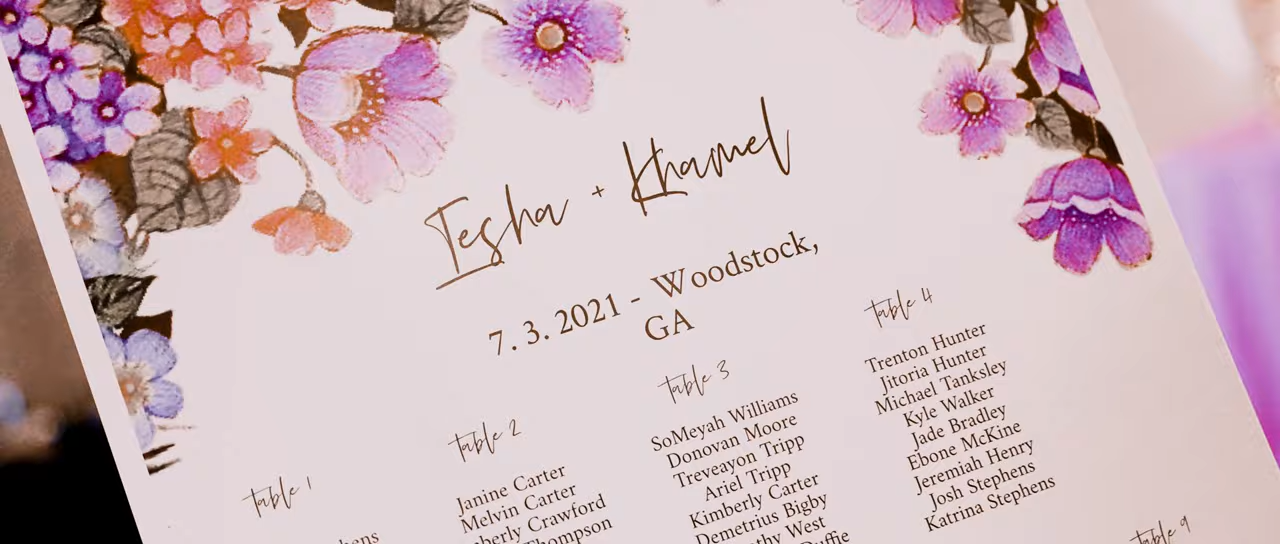 Tesha + Khamel
7. 3. 2021 - Woodstock,
GA
Table 1
Table 2
Janine Carter
Melvin Carter
Crawford
Thompson
Table 3
SoMeyah Williams
Donovan Moore
Treveayon Tripp
Ariel Tripp
Kimberly Carter
Demetrius Bigby
West
Duffie
Table 4
Trenton Hunter
Jitoria Hunter
Michael Tanksley
Kyle Walker
Jade Bradley
Ebone McKine
Jeremiah Henry
Josh Stephens
Katrina Stephens
Table 9